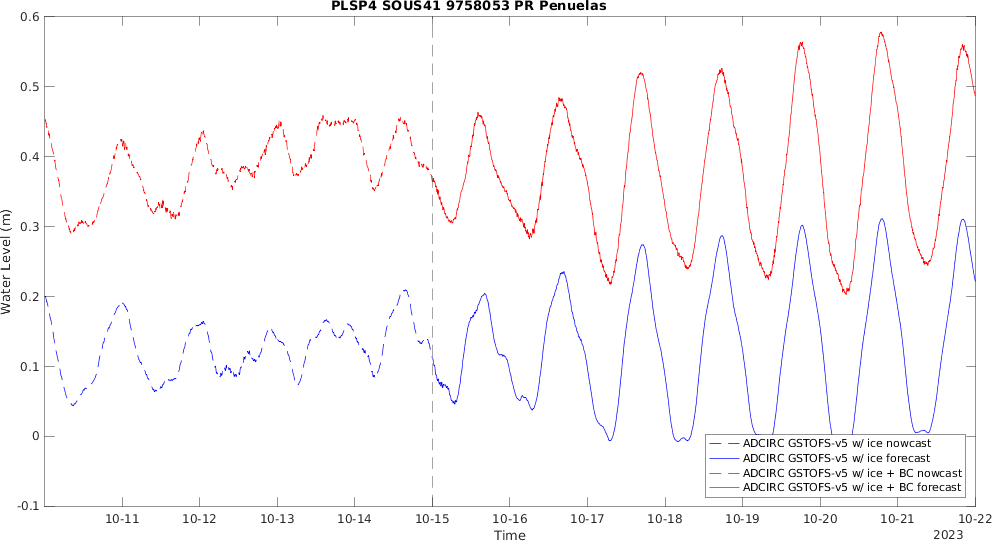 PLSP4 SOUS41 9758053 PR Penuelas
0.6
0.5
0.4
0.3
0.2
0.1
0
-0.1
Water Level (m)
10-11 10-12 10-13 10-14 10-15 10-16 10-17 10-18 10-19 10-20 10-21 10-22
Time
2023
ADCIRC GSTOFS-v5 w/ ice nowcast
ADCIRC GSTOFS-v5 w/ ice forecast
ADCIRC GSTOFS-v5 w/ ice + BC nowcast
ADCIRC GSTOFS-v5 w/ ice + BC forecast